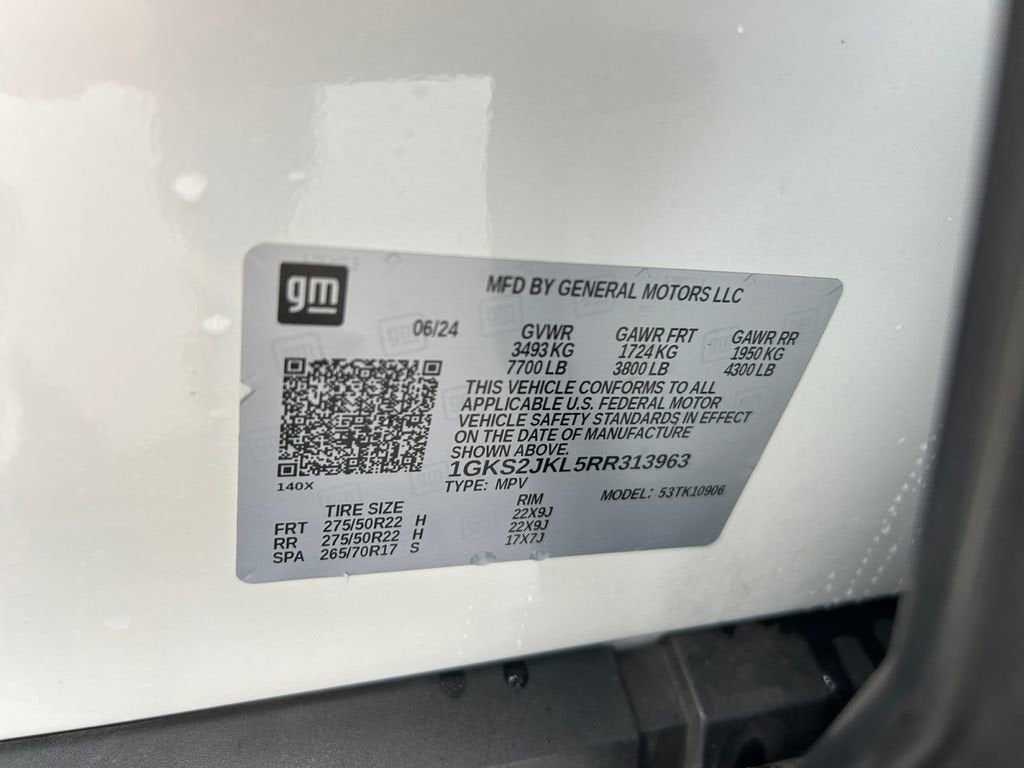 gm
MFD BY GENERAL MOTORS LLC
06/24 GVWR GAWR FRT GAWR RR
3493 KG 1724 KG 1950 KG
7700 LB 3800 LB 4300 LB
THIS VEHICLE CONFORMS TO ALL
APPLICABLE U.S. FEDERAL MOTOR
VEHICLE SAFETY STANDARDS IN EFFECT
ON THE DATE OF MANUFACTURE
SHOWN ABOVE.
1GKS2JKL5RR313963
140X
TYPE: MPV MODEL: 53TK10906
TIRE SIZE RIM
FRT 275/50R22 H 22X9J
RR 275/50R22 H 22X9J
SPA 265/70R17 S 17X7J